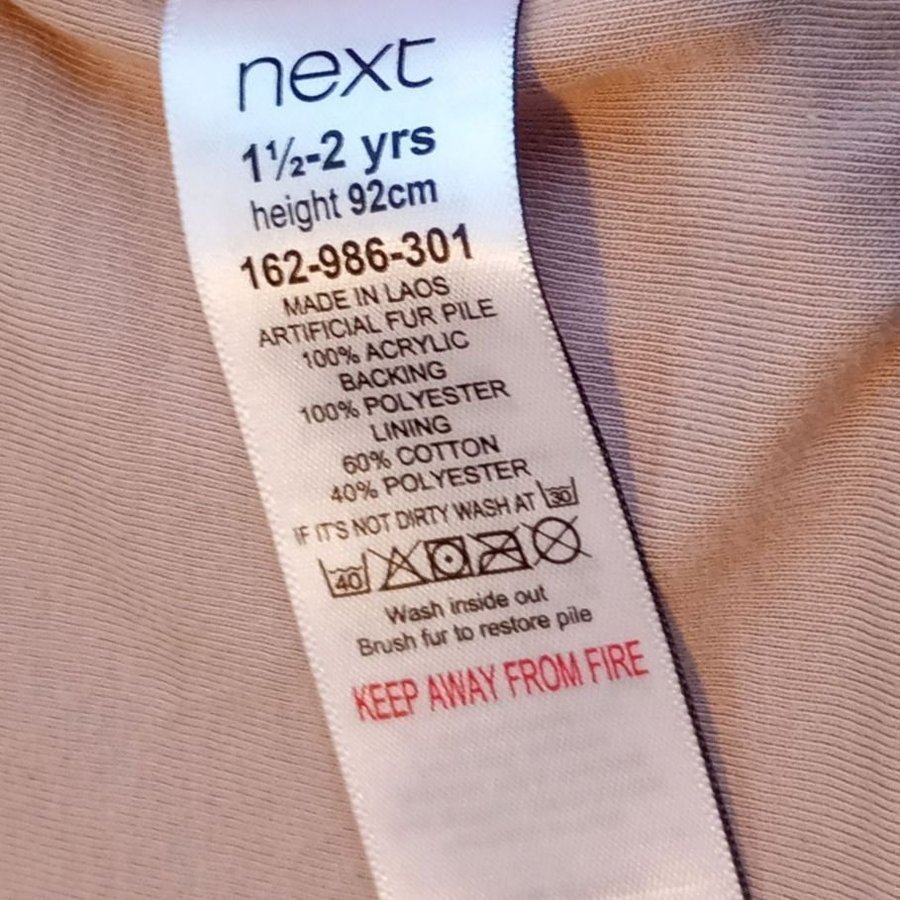 next
1½-2 yrs
height 92cm
162-986-301
MADE IN LAOS
ARTIFICIAL FUR PILE
100% ACRYLIC
BACKING
100% POLYESTER
LINING
60% COTTON
40% POLYESTER
IF IT'S NOT DIRTY WASH AT 30
40
Wash inside out
Brush fur to restore pile
KEEP AWAY FROM FIRE